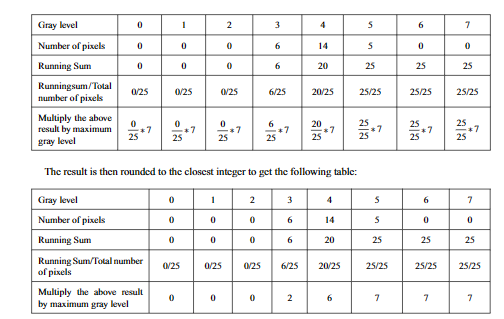 Gray level 0 1 2 3 4 5 6 7
Number of pixels 0 0 0 6 14 5 0 0
Running Sum 0 0 0 6 20 25 25 25
Runningsum/Total
number of pixels 0/25 0/25 0/25 6/25 20/25 25/25 25/25 25/25
Multiply the above
result by maximum
gray level 0/25*7 0/25*7 0/25*7 6/25*7 20/25*7 25/25*7 25/25*7 25/25*7
The result is then rounded to the closest integer to get the following table:
Gray level 0 1 2 3 4 5 6 7
Number of pixels 0 0 0 6 14 5 0 0
Running Sum 0 0 0 6 20 25 25 25
Running Sum/Total number
of pixels 0/25 0/25 0/25 6/25 20/25 25/25 25/25 25/25
Multiply the above result
by maximum gray level 0 0 0 2 6 7 7 7